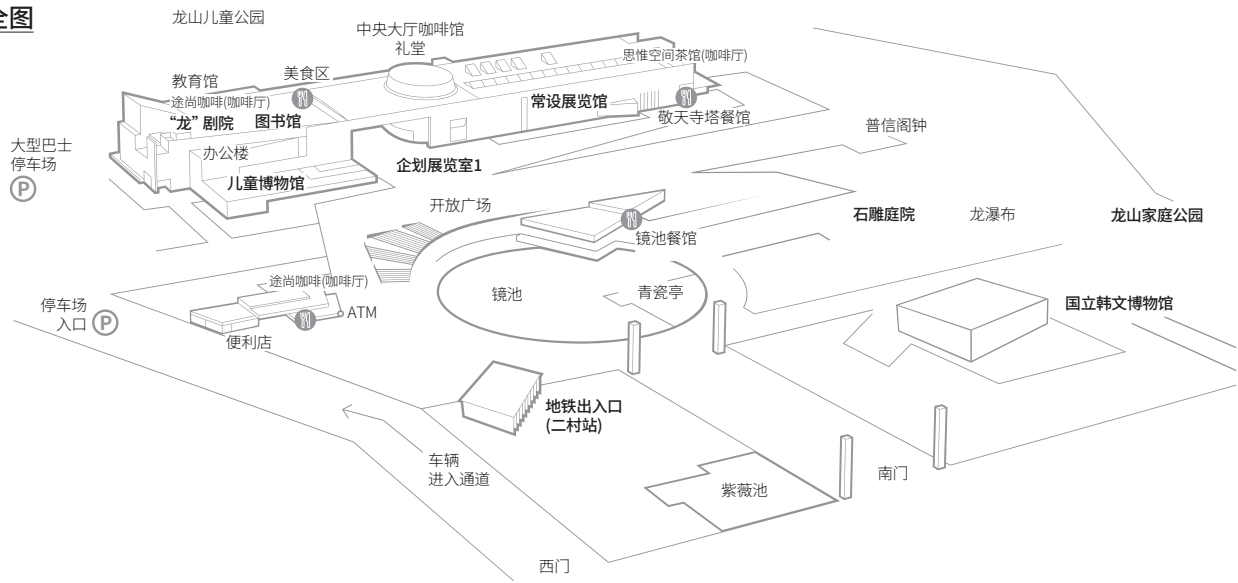 全图
龙山儿童公园
中央大厅咖啡馆
礼堂
思惟空间茶馆(咖啡厅)
教育馆
美食区
途尚咖啡(咖啡厅)
常设展览馆
“龙” 剧院
图书馆
敬天寺塔餐馆
普信阁钟
大型巴士
停车场
P
办公楼
企划展览室1
儿童博物馆
开放广场
石雕庭院
龙瀑布
龙山家庭公园
镜池餐馆
途尚咖啡(咖啡厅)
镜池
青瓷亭
停车场
入口
P
ATM
国立韩文博物馆
便利店
地铁出入口
(二村站)
车辆
进入通道
南门
紫薇池
西门